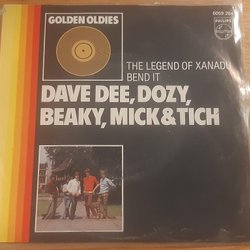 GOLDEN OLDIES
PHILIPS
THE LEGEND OF XANADU
BEND IT
DAVE DEE, DOZY,
BEAKY, MICK & TICH